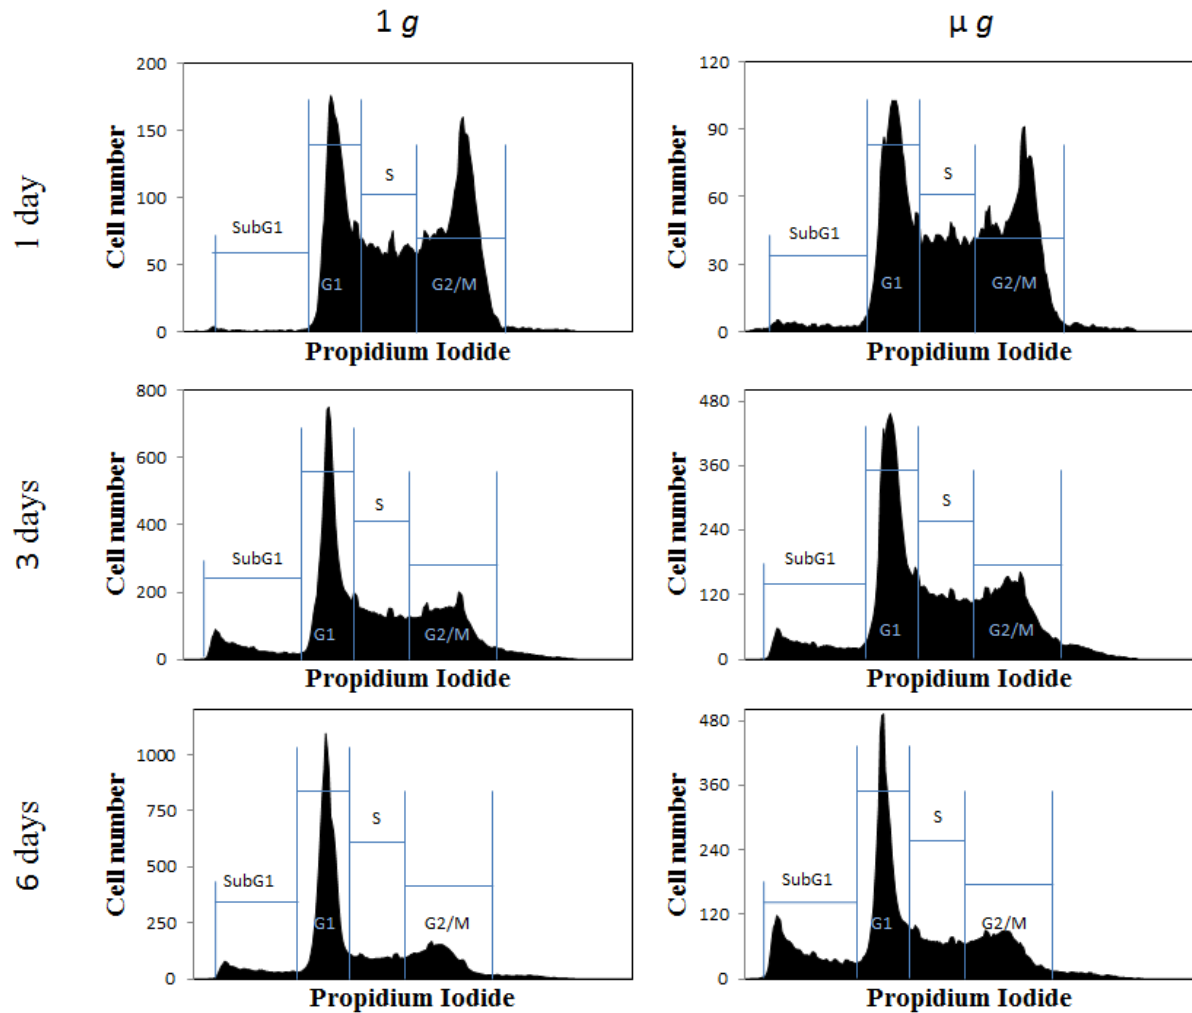 1 g
μ g
1 day
Cell number
200
150
100
50
0
SubG1
G1
S
G2/M
Propidium Iodide
Cell number
120
90
60
30
0
SubG1
G1
S
G2/M
Propidium Iodide
3 days
Cell number
800
600
400
200
0
SubG1
G1
S
G2/M
Propidium Iodide
Cell number
480
360
240
120
0
SubG1
G1
S
G2/M
Propidium Iodide
6 days
Cell number
1000
750
500
250
0
SubG1
G1
S
G2/M
Propidium Iodide
Cell number
480
360
240
120
0
SubG1
G1
S
G2/M
Propidium Iodide